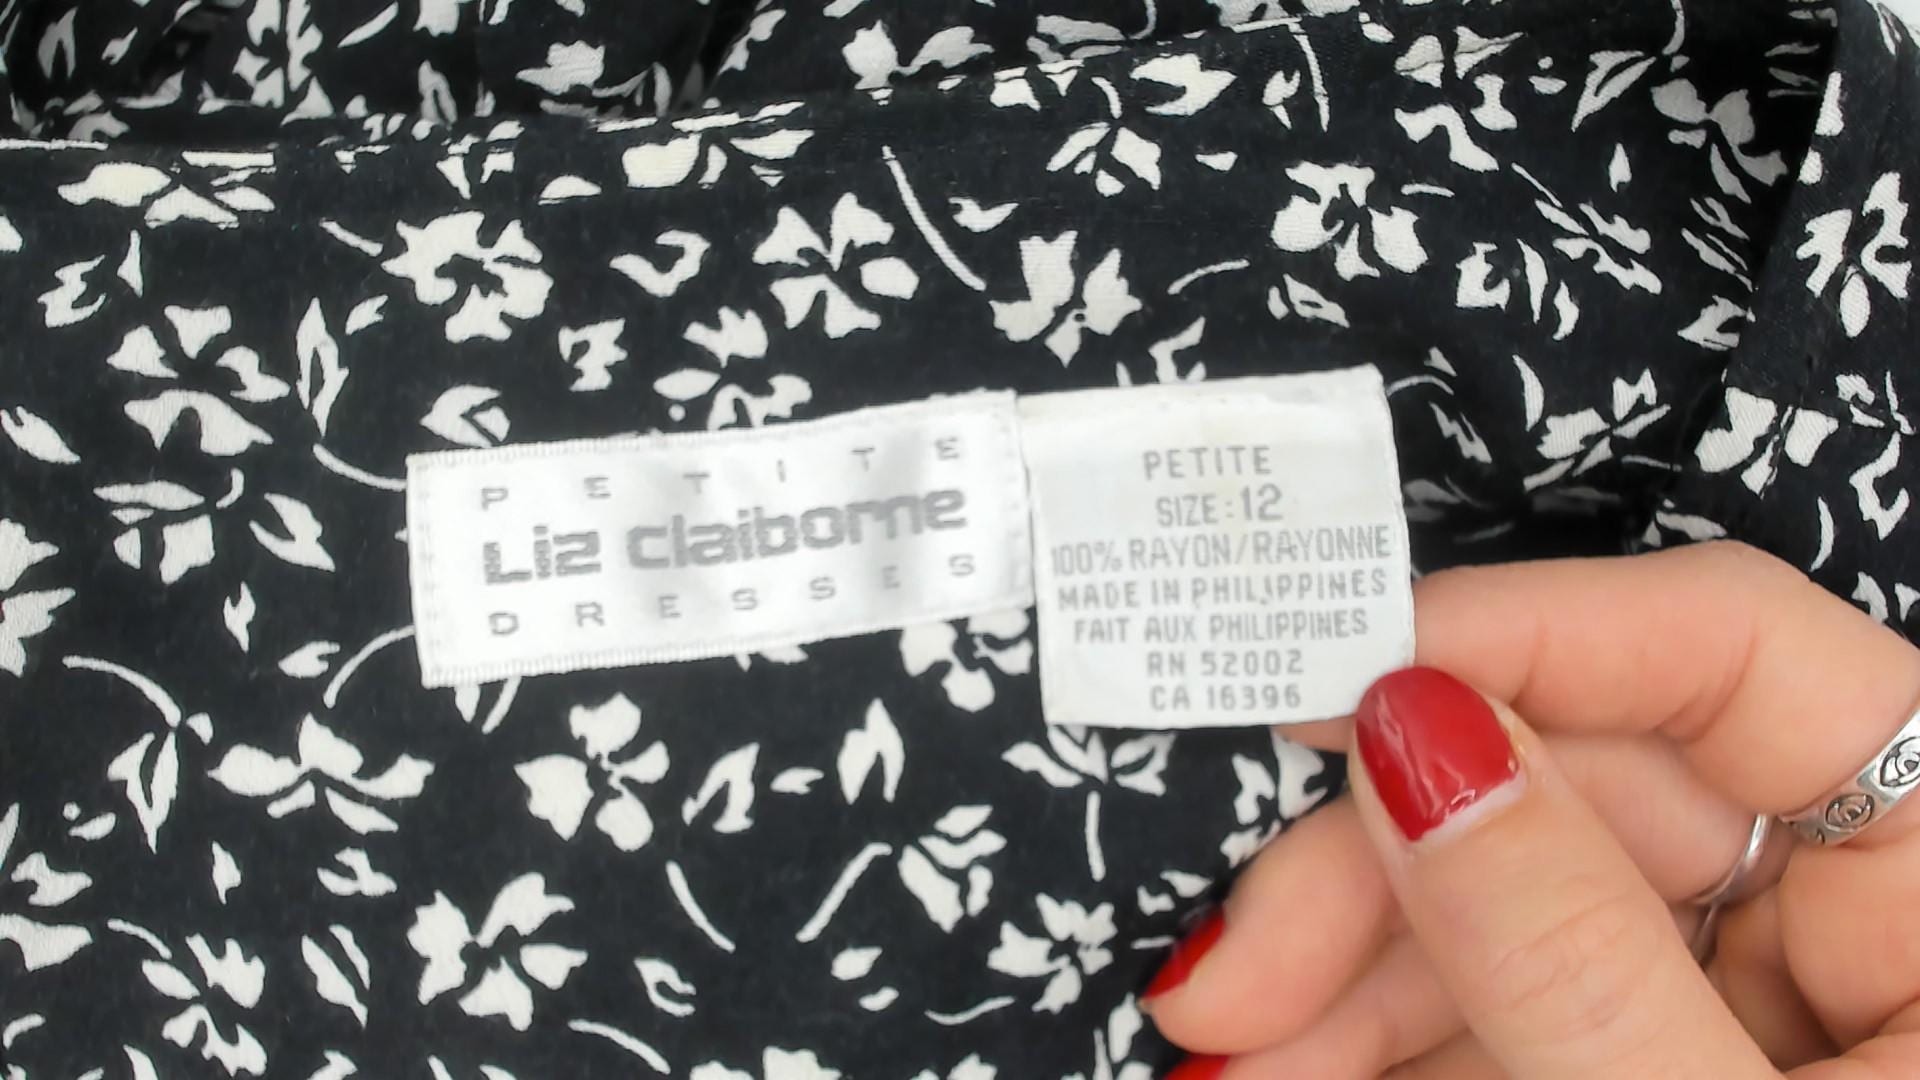 PETITE
Liz claiborne
DRESSES
PETITE
SIZE: 12
100% RAYON/RAYONNE
MADE IN PHILIPPINES
FAIT AUX PHILIPPINES
RN 52002
CA 16396